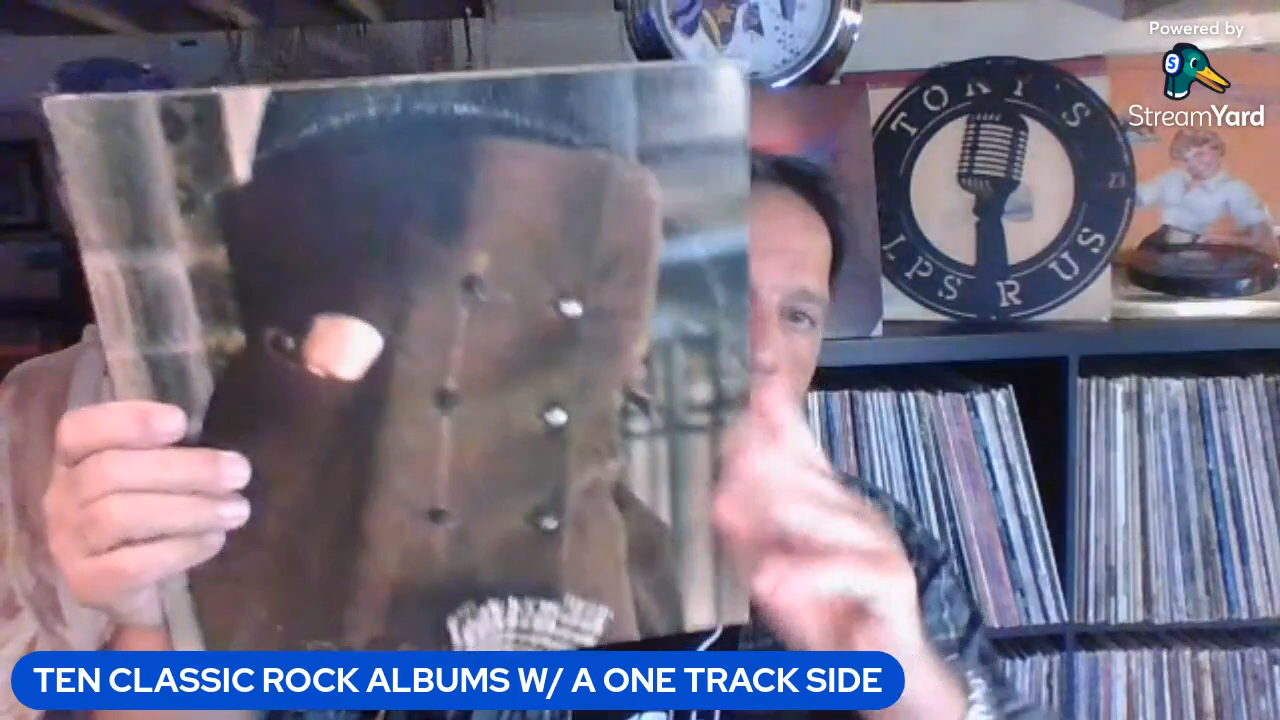 Powered by
StreamYard
TONY'S
LPS R US
TEN CLASSIC ROCK ALBUMS W/ A ONE TRACK SIDE